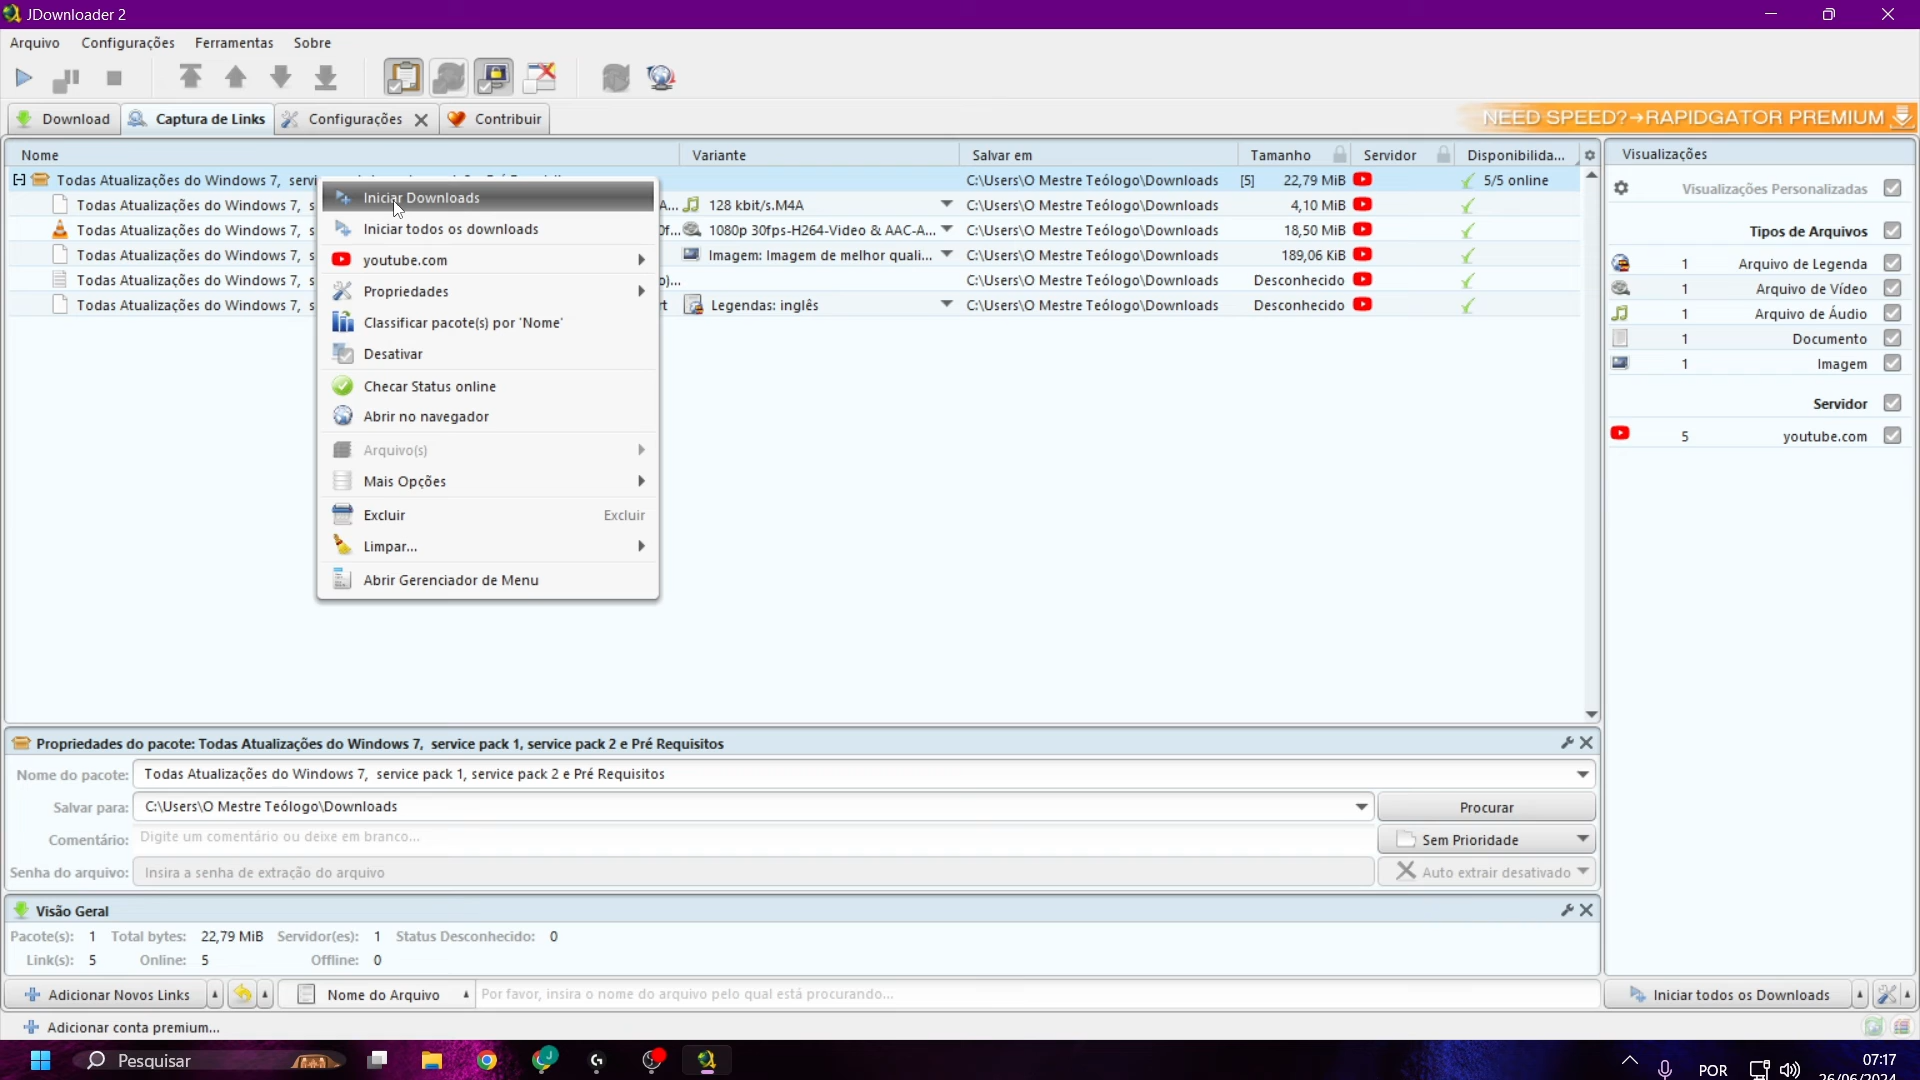 JDownloader 2
Arquivo Configurações Ferramentas Sobre
Download Captura de Links Configurações Contribuir NEED SPEED?→RAPIDGATOR PREMIUM
Nome Variante Salvar em Tamanho Servidor Disponibilida... Visualizações
Todas Atualizações do Windows 7, C:\Users\O Mestre Teólogo\Downloads [5] 22,79 MiB 5/5 online
Todas Atualizações do Windows 7, s A... 128 kbit/s.M4A C:\Users\O Mestre Teólogo\Downloads 4,10 MiB
Todas Atualizações do Windows 7, s 1080p 30fps-H264-Video & AAC-A... C:\Users\O Mestre Teólogo\Downloads 18,50 MiB
Todas Atualizações do Windows 7, s Imagem: Imagem de melhor quali... C:\Users\O Mestre Teólogo\Downloads 189,06 KiB
Todas Atualizações do Windows 7, s C:\Users\O Mestre Teólogo\Downloads Desconhecido
Todas Atualizações do Windows 7, s Legendas: inglês C:\Users\O Mestre Teólogo\Downloads Desconhecido
Iniciar Downloads
Iniciar todos os downloads
youtube.com
Propriedades
Classificar pacote(s) por 'Nome'
Desativar
Checar Status online
Abrir no navegador
Arquivo(s)
Mais Opções
Excluir Excluir
Limpar...
Abrir Gerenciador de Menu
Visualizações Personalizadas
Tipos de Arquivos
1 Arquivo de Legenda
1 Arquivo de Vídeo
1 Arquivo de Áudio
1 Documento
1 Imagem
Servidor
5 youtube.com
Propriedades do pacote: Todas Atualizações do Windows 7, service pack 1, service pack 2 e Pré Requisitos
Nome do pacote: Todas Atualizações do Windows 7, service pack 1, service pack 2 e Pré Requisitos
Salvar para: C:\Users\O Mestre Teólogo\Downloads Procurar
Comentário: Digite um comentário ou deixe em branco... Sem Prioridade
Senha do arquivo: Insira a senha de extração do arquivo Auto extrair desativado
Visão Geral
Pacote(s): 1 Total bytes: 22,79 MiB Servidor(es): 1 Status Desconhecido: 0
Link(s): 5 Online: 5 Offline: 0
Adicionar Novos Links Nome do Arquivo Por favor, insira o nome do arquivo pelo qual está procurando... Iniciar todos os Downloads
Adicionar conta premium...
Pesquisar POR 07:17
26/06/2024